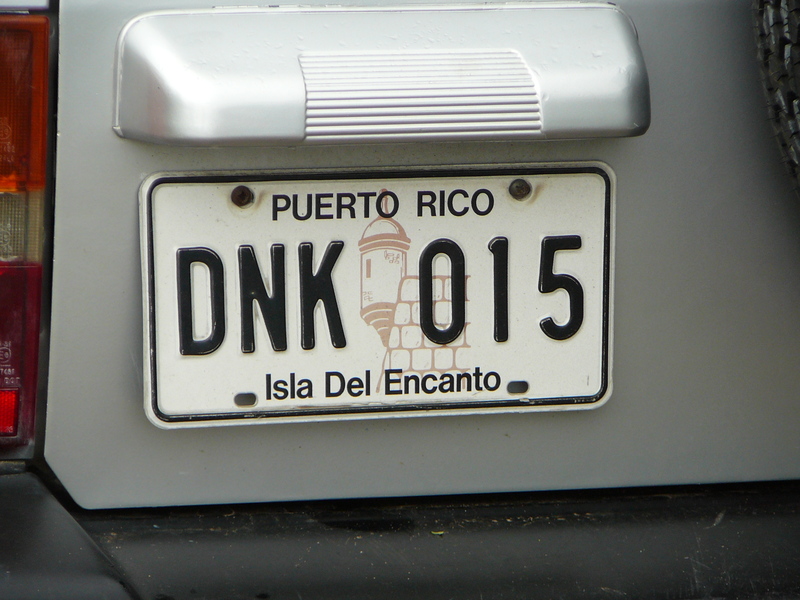 PUERTO RICO
DNK 015
Isla Del Encanto